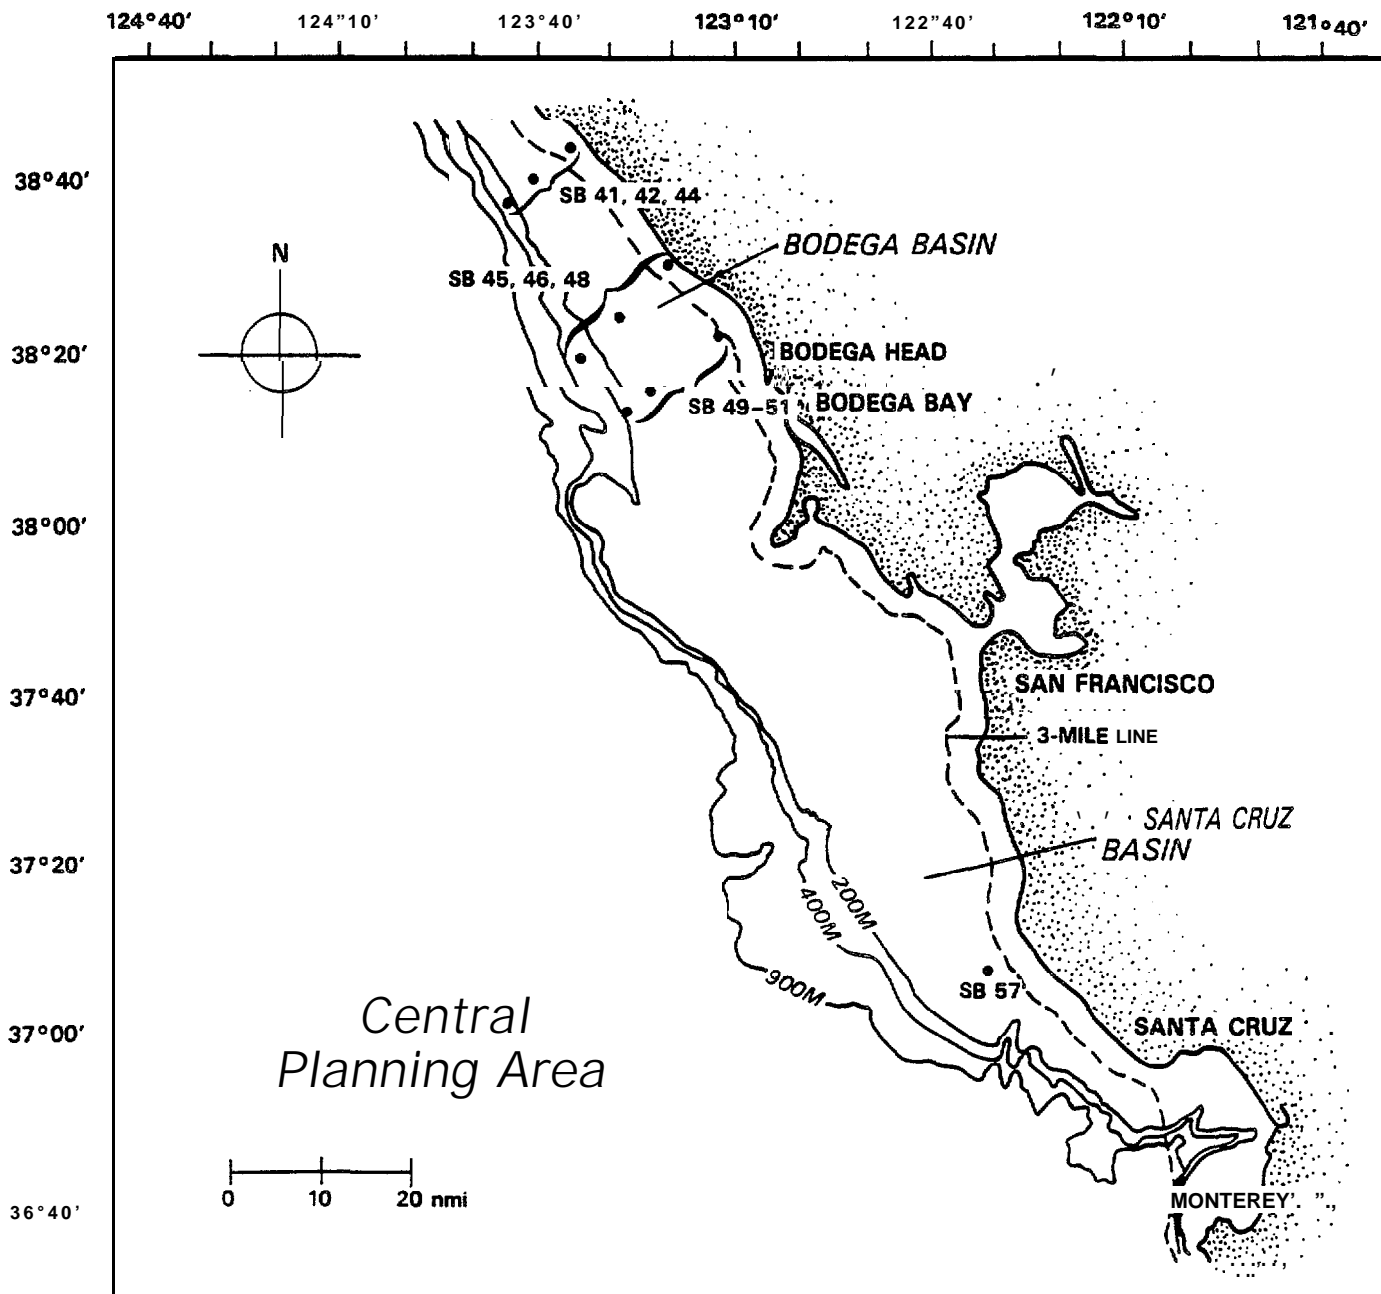 124°40' 124°10' 123°40' 123°10' 122°40' 122°10' 121°40'
38°40'
SB 41, 42, 44
N
BODEGA BASIN
SB 45, 46, 48
38°20'
BODEGA HEAD
SB 49-51
BODEGA BAY
38°00'
37°40'
SAN FRANCISCO
3-MILE LINE
SANTA CRUZ
BASIN
37°20'
200M
400M
900M
SB 57
Central
Planning Area
37°00'
SANTA CRUZ
0 10 20 nmi
MONTEREY
36°40'